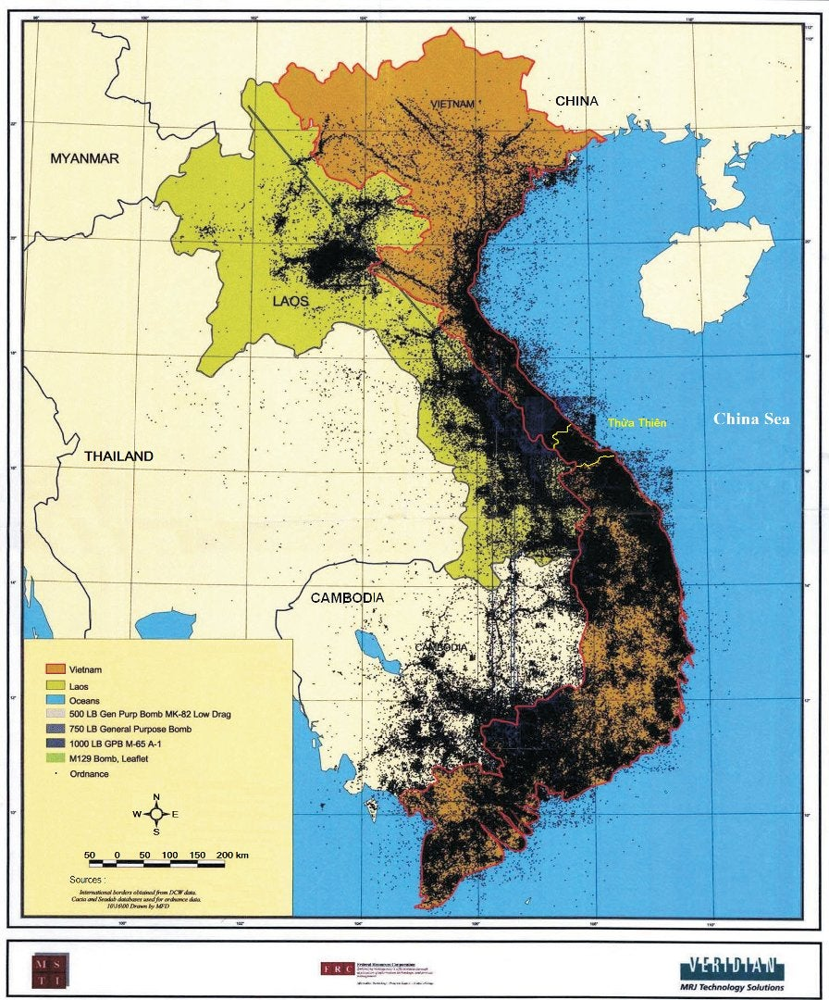 CHINA
VIETNAM
MYANMAR
LAOS
Thừa Thiên
China Sea
THAILAND
CAMBODIA
CAMBODIA
Vietnam
Laos
Oceans
500 LB Gen Purp Bomb MK-82 Low Drag
750 LB General Purpose Bomb
1000 LB GPB M-65 A-1
M129 Bomb, Leaflet
Ordnance
N
W E
S
50 0 50 100 150 200 km
Sources :
International borders obtained from DCW data.
Cacta and Seadab databases used for ordnance data.
10\16\00 Drawn by MFD
M S
T I
FRC
Federal Resources Corporation
VERIDIAN
MRJ Technology Solutions